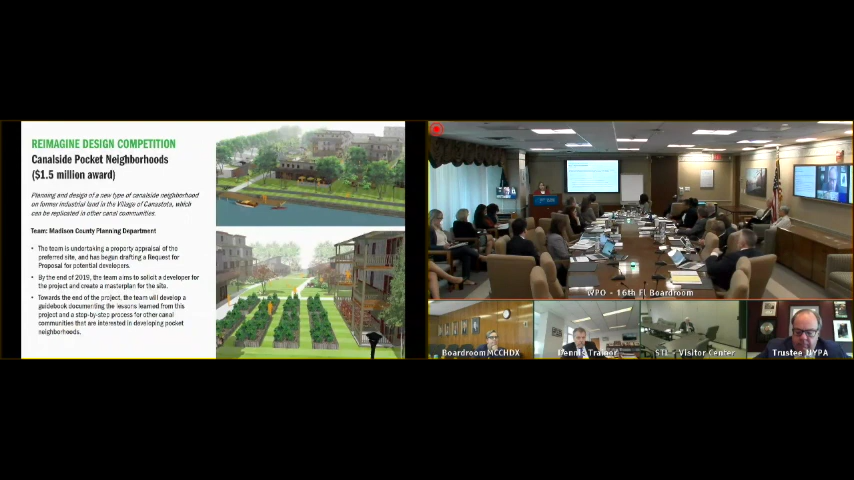 REIMAGINE DESIGN COMPETITION
Canalside Pocket Neighborhoods
($1.5 million award)
Planning and design of a new type of canalside neighborhood
on former industrial land in the Village of Canastota, which
can be replicated in other canal communities.
Team: Madison County Planning Department
• The team is undertaking a property appraisal of the
preferred site, and has begun drafting a Request for
Proposal for potential developers.
• By the end of 2019, the team aims to solicit a developer for
the project and create a masterplan for the site.
• Towards the end of the project, the team will develop a
guidebook documenting the lessons learned from this
project and a step-by-step process for other canal
communities that are interested in developing pocket
neighborhoods.
WPO - 16th Fl Boardroom
Boardroom MCCHDX
Dennis Trainor
STL - Visitor Center
Trustee NYPA